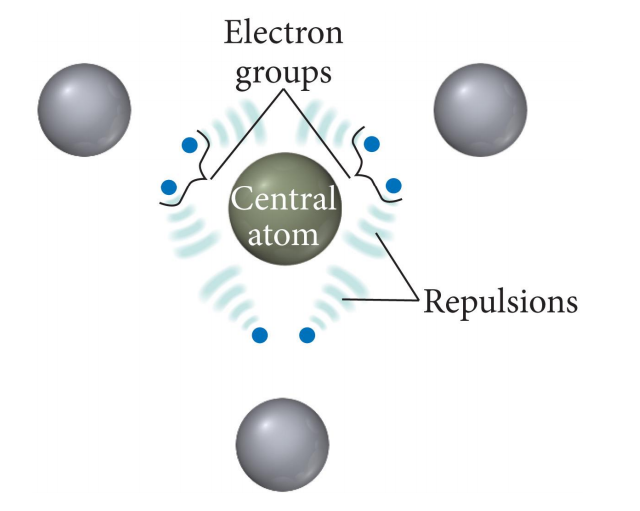 Electron
groups
Central
atom
Repulsions